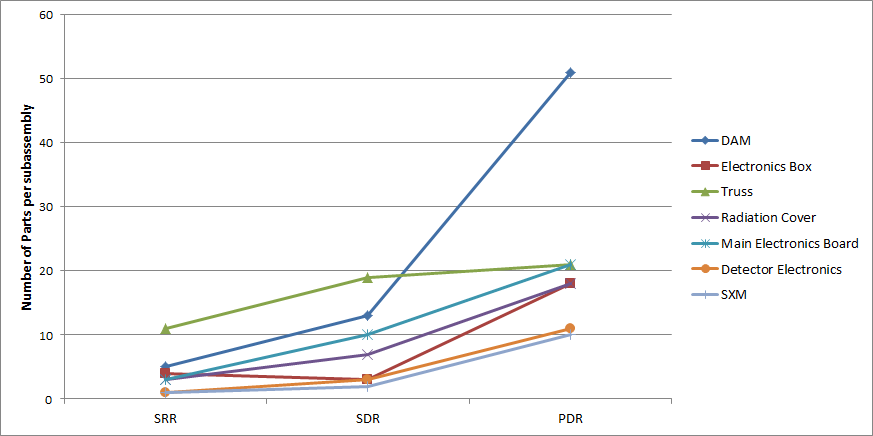 60
50
40
30
20
10
0
Number of Parts per subassembly
SRR SDR PDR
DAM
Electronics Box
Truss
Radiation Cover
Main Electronics Board
Detector Electronics
SXM